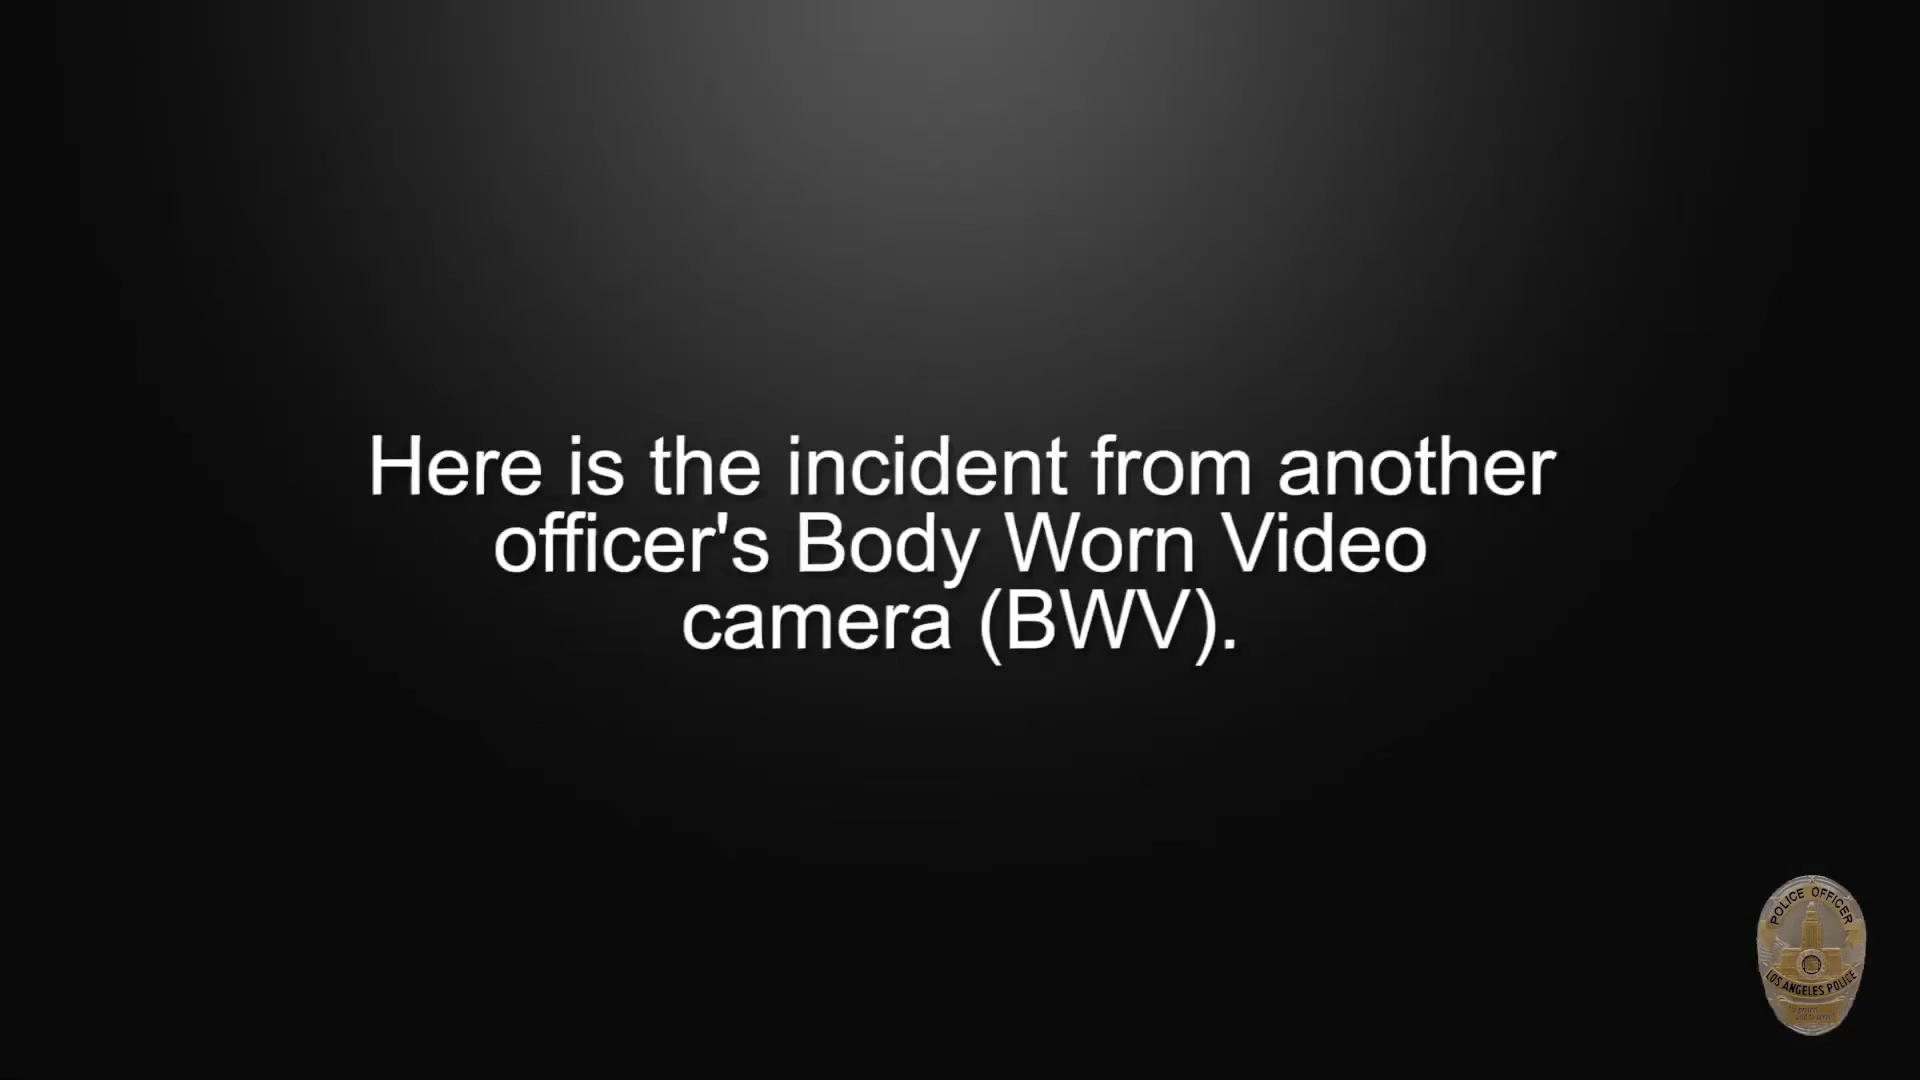 Here is the incident from another
officer's Body Worn Video
camera (BWV).
POLICE OFFICER
LOS ANGELES POLICE